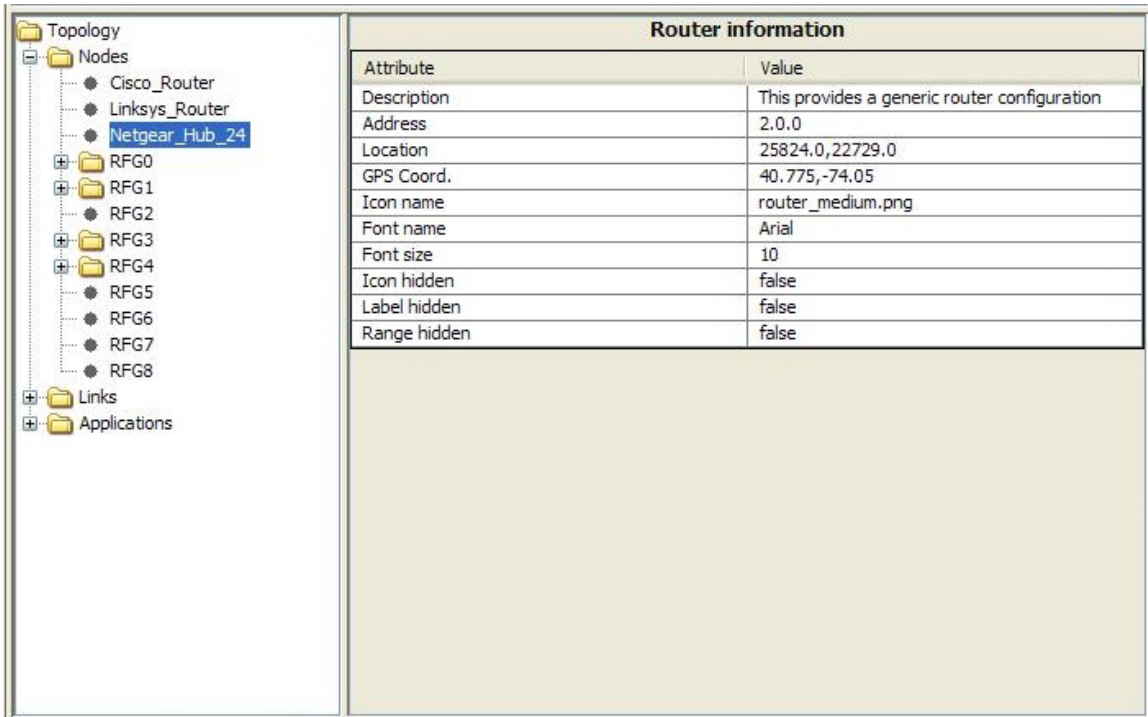 Topology
Nodes
Cisco_Router
Linksys_Router
Netgear_Hub_24
RFG0
RFG1
RFG2
RFG3
RFG4
RFG5
RFG6
RFG7
RFG8
Links
Applications
Router information
Attribute Value
Description This provides a generic router configuration
Address 2.0.0
Location 25824.0,22729.0
GPS Coord. 40.775,-74.05
Icon name router_medium.png
Font name Arial
Font size 10
Icon hidden false
Label hidden false
Range hidden false